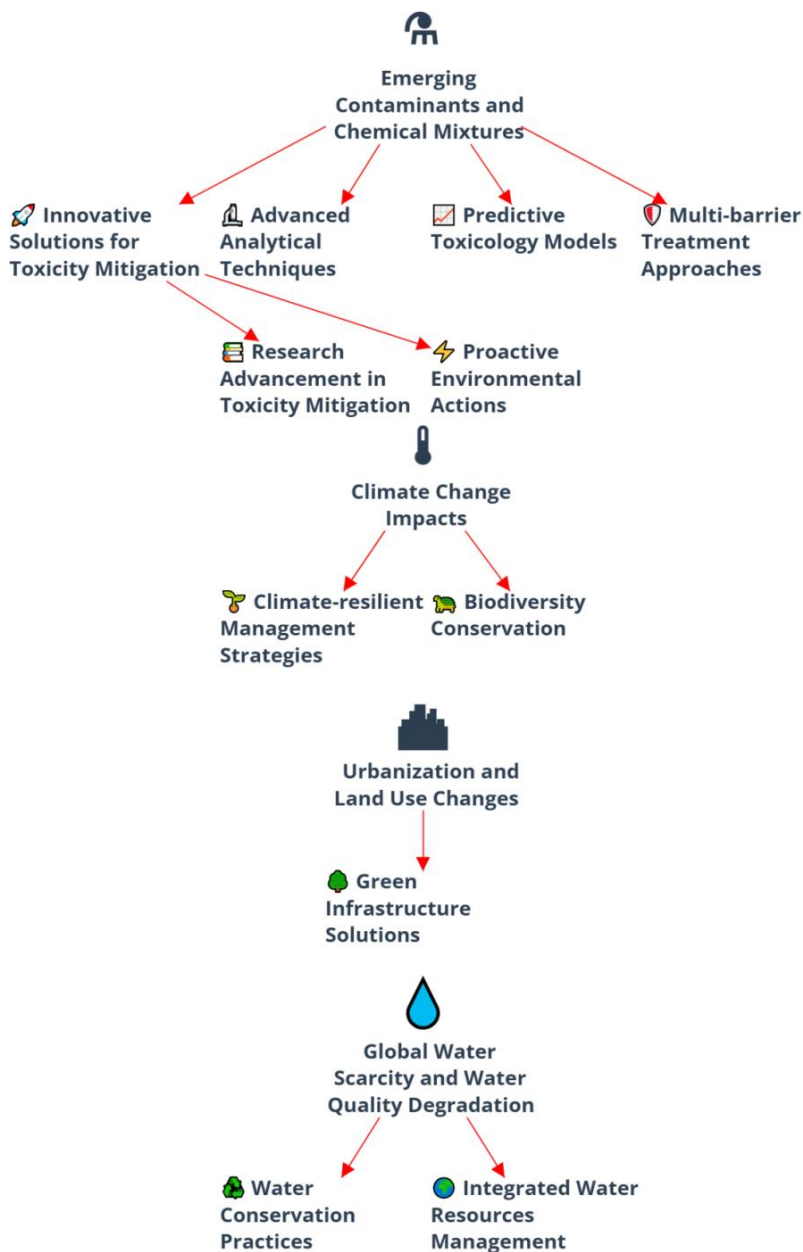 Emerging
Contaminants and
Chemical Mixtures
Innovative
Solutions for
Toxicity Mitigation
Advanced
Analytical
Techniques
Predictive
Toxicology Models
Multi-barrier
Treatment
Approaches
Research
Advancement in
Toxicity Mitigation
Proactive
Environmental
Actions
Climate Change
Impacts
Climate-resilient
Management
Strategies
Biodiversity
Conservation
Urbanization and
Land Use Changes
Green
Infrastructure
Solutions
Global Water
Scarcity and Water
Quality Degradation
Water
Conservation
Practices
Integrated Water
Resources
Management